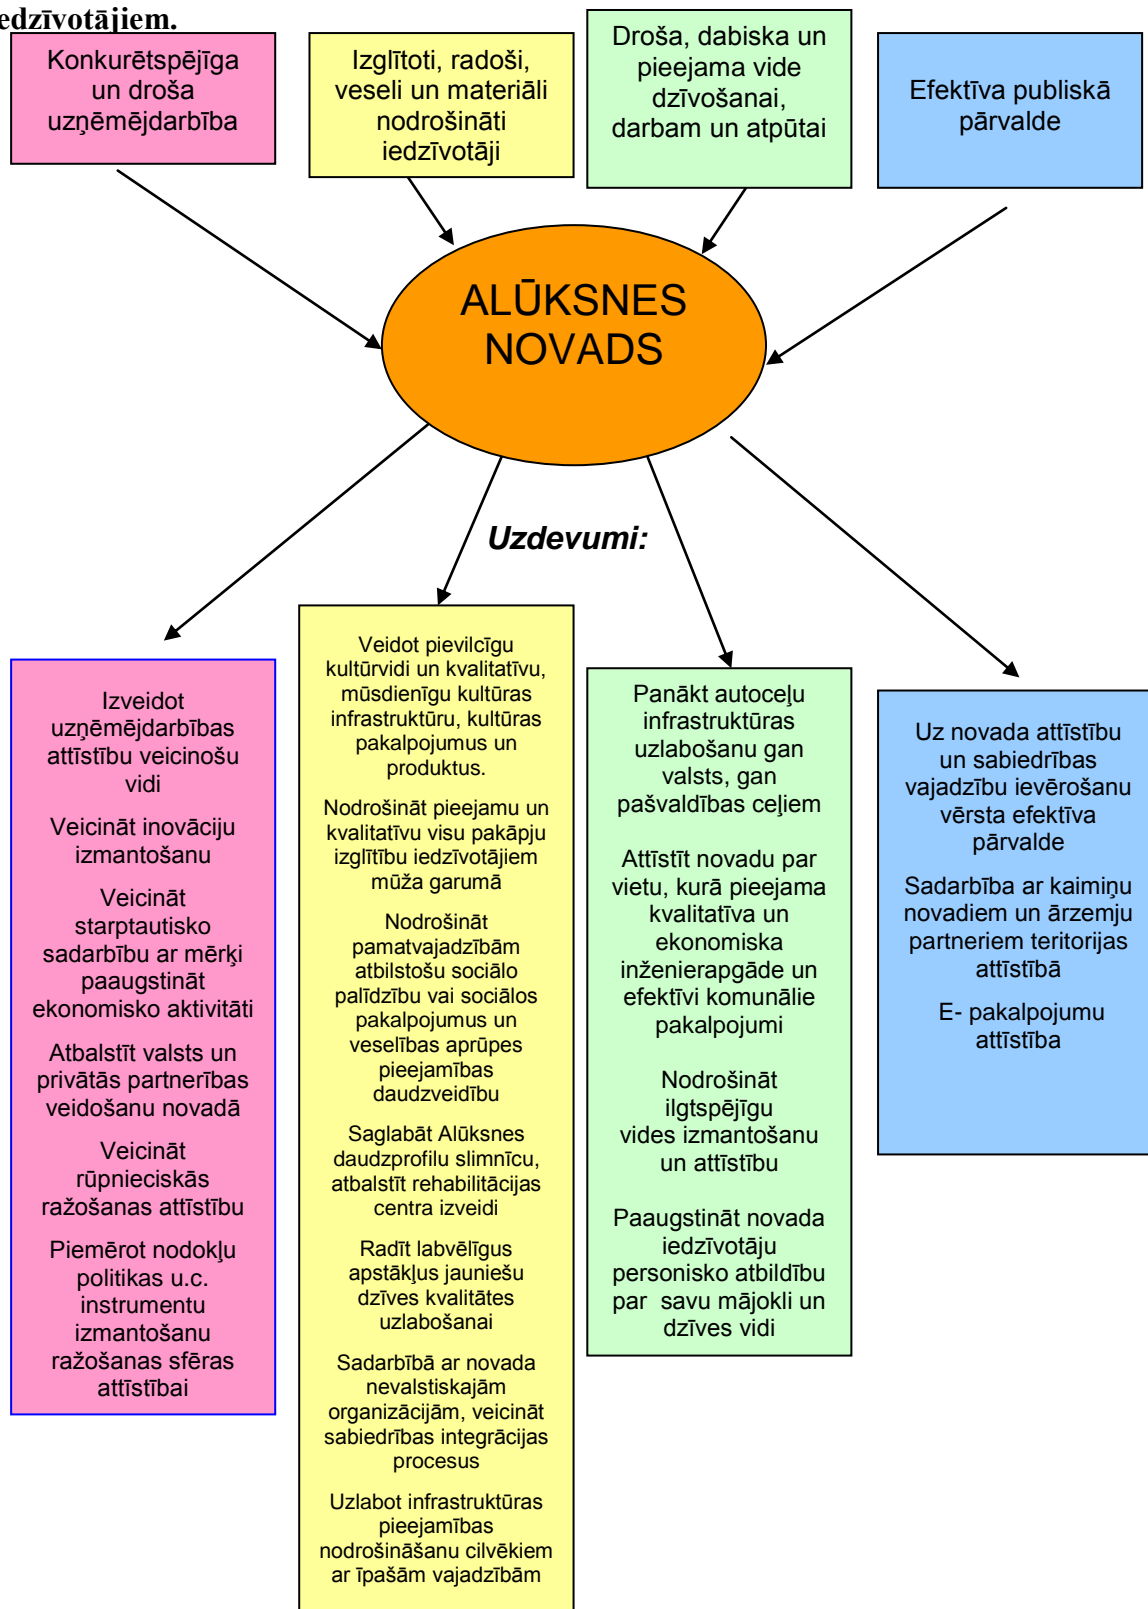 iedzīvotājiem.
Konkurētspējīga
un droša
uzņēmējdarbība
Izglītoti, radoši,
veseli un materiāli
nodrošināti
iedzīvotāji
Droša, dabiska un
pieejama vide
dzīvošanai,
darbam un atpūtai
Efektīva publiskā
pārvalde
ALŪKSNES
NOVADS
Uzdevumi:
Izveidot
uzņēmējdarbības
attīstību veicinošu
vidi
Veicināt inovāciju
izmantošanu
Veicināt
starptautisko
sadarbību ar mērķi
paaugstināt
ekonomisko aktivitāti
Atbalstīt valsts un
privātās partnerības
veidošanu novadā
Veicināt
rūpnieciskās
ražošanas attīstību
Piemērot nodokļu
politikas u.c.
instrumentu
izmantošanu
ražošanas sfēras
attīstībai
Veidot pievilcīgu
kultūrvidi un kvalitatīvu,
mūsdienīgu kultūras
infrastruktūru, kultūras
pakalpojumus un
produktus.
Nodrošināt pieejamu un
kvalitatīvu visu pakāpju
izglītību iedzīvotājiem
mūža garumā
Nodrošināt
pamatvajadzībām
atbilstošu sociālo
palīdzību vai sociālos
pakalpojumus un
veselības aprūpes
pieejamības
daudzveidību
Saglabāt Alūksnes
daudzprofilu slimnīcu,
atbalstīt rehabilitācijas
centra izveidi
Radīt labvēlīgus
apstākļus jauniešu
dzīves kvalitātes
uzlabošanai
Sadarbībā ar novada
nevalstiskajām
organizācijām, veicināt
sabiedrības integrācijas
procesus
Uzlabot infrastruktūras
pieejamības
nodrošināšanu cilvēkiem
ar īpašām vajadzībām
Panākt autoceļu
infrastruktūras
uzlabošanu gan
valsts, gan
pašvaldības ceļiem
Attīstīt novadu par
vietu, kurā pieejama
kvalitatīva un
ekonomiska
inženierapgāde un
efektīvi komunālie
pakalpojumi
Nodrošināt
ilgtspējīgu
vides izmantošanu
un attīstību
Paaugstināt novada
iedzīvotāju
personisko atbildību
par  savu mājokli un
dzīves vidi
Uz novada attīstību
un sabiedrības
vajadzību ievērošanu
vērsta efektīva
pārvalde
Sadarbība ar kaimiņu
novadiem un ārzemju
partneriem teritorijas
attīstībā
E- pakalpojumu
attīstība